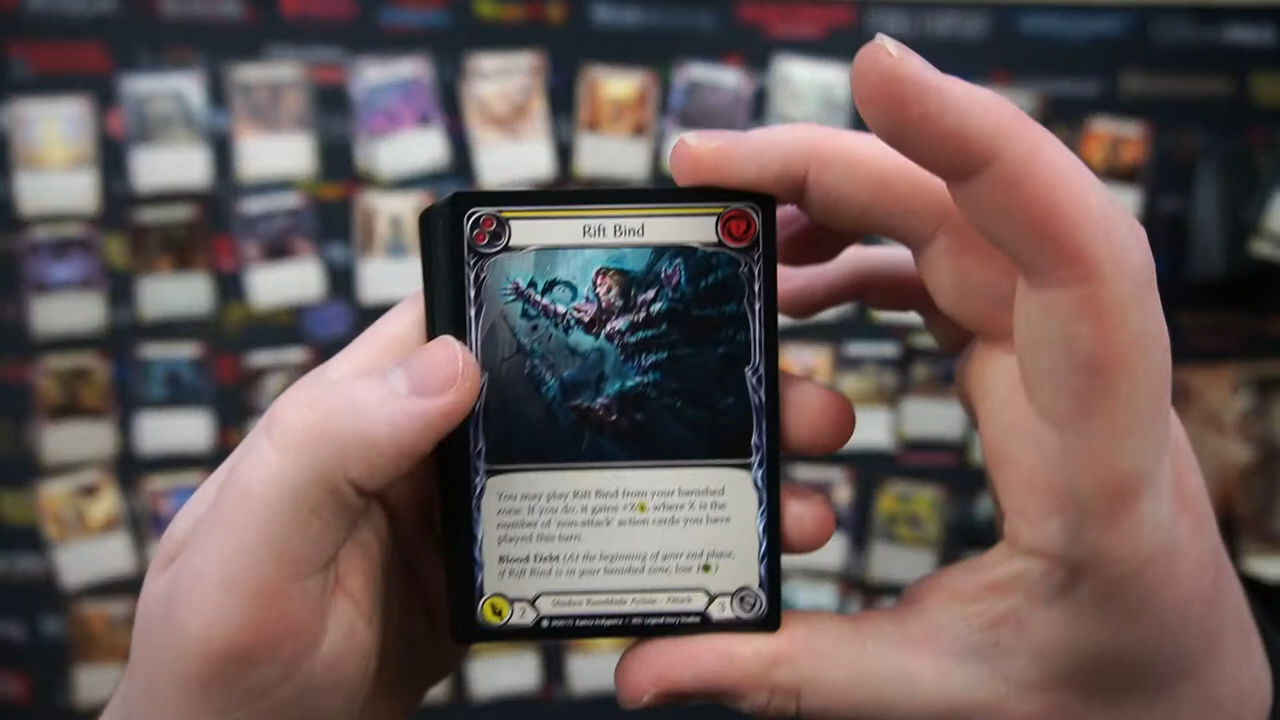 Rift Bind
You may play Rift Bind from your banished
zone. If you do, it gains +X, where X is the
number of 'non-attack' action cards you have
played this turn.
Blood Debt (At the beginning of your end phase,
if Rift Bind is in your banished zone, lose 1.)
2
Shadow Runeblade Action – Attack
3